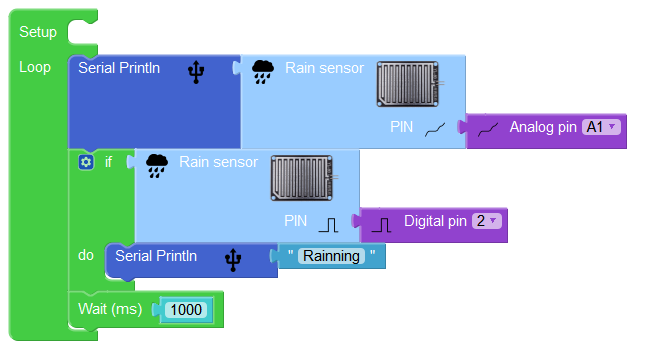 Setup
Loop
Serial Println Rain sensor
PIN Analog pin A1
if Rain sensor
PIN Digital pin 2
do Serial Println " Rainning "
Wait (ms) 1000